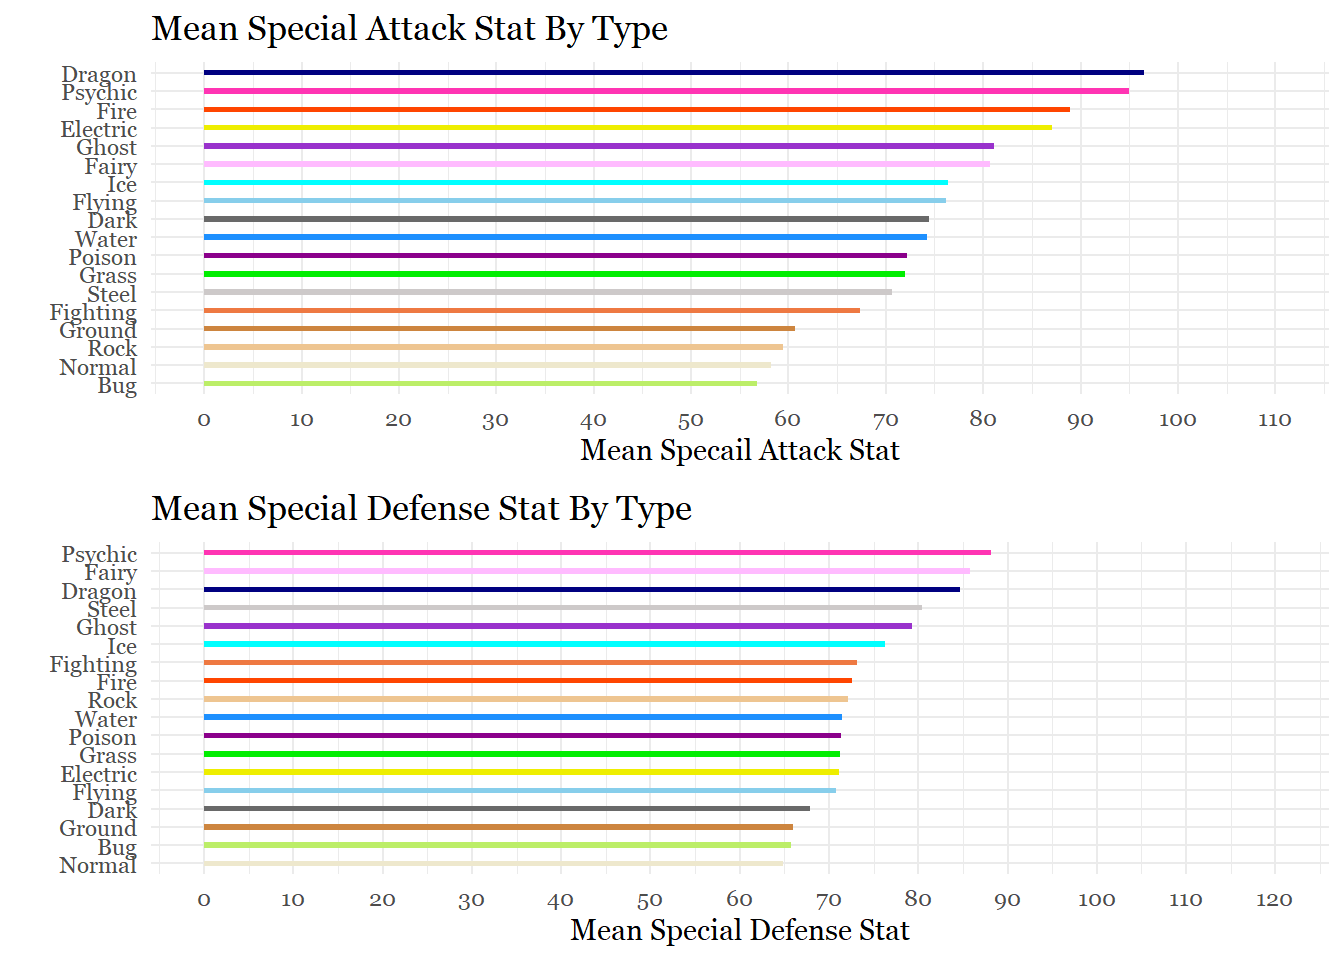 Mean Special Attack Stat By Type
Dragon
Psychic
Fire
Electric
Ghost
Fairy
Ice
Flying
Dark
Water
Poison
Grass
Steel
Fighting
Ground
Rock
Normal
Bug
0 10 20 30 40 50 60 70 80 90 100 110
Mean Specail Attack Stat
Mean Special Defense Stat By Type
Psychic
Fairy
Dragon
Steel
Ghost
Ice
Fighting
Fire
Rock
Water
Poison
Grass
Electric
Flying
Dark
Ground
Bug
Normal
0 10 20 30 40 50 60 70 80 90 100 110 120
Mean Special Defense Stat